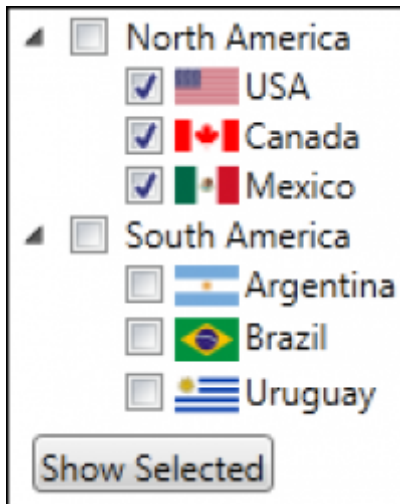 North America
USA
Canada
Mexico
South America
Argentina
Brazil
Uruguay
Show Selected